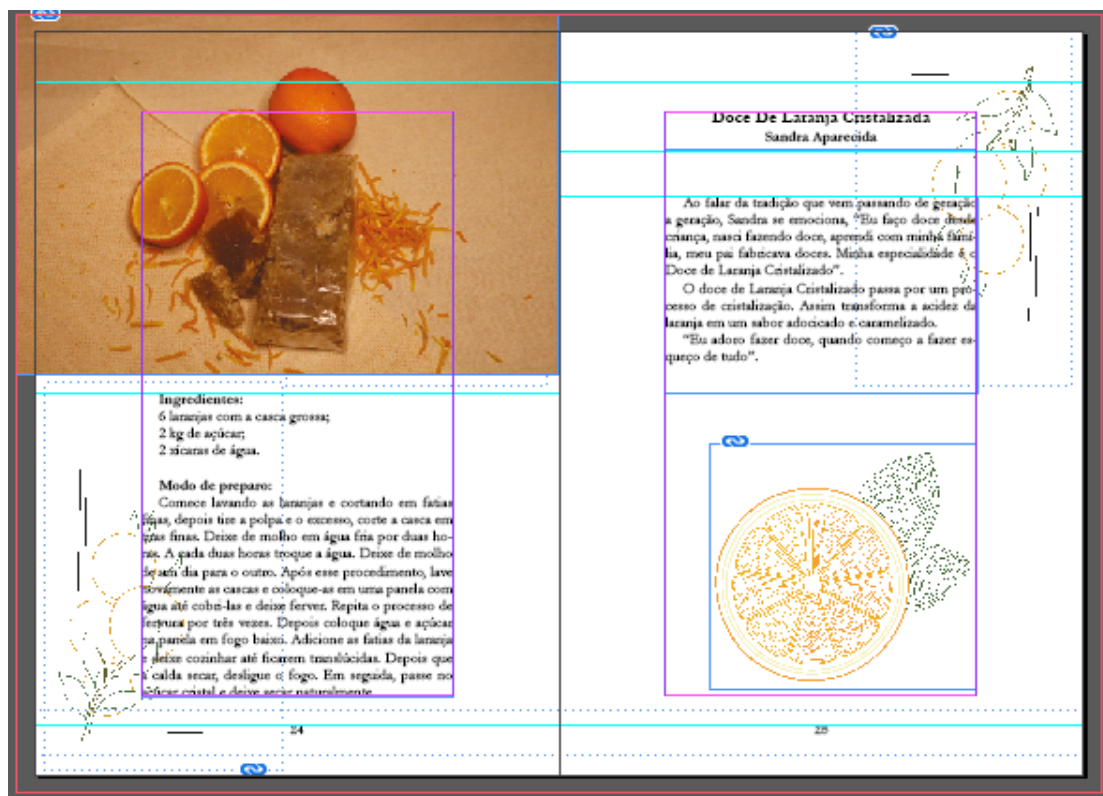 Ingredientes:
6 laranjas com a casca grossa;
2 kg de açúcar;
2 xícaras de água.
Modo de preparo:
Comece lavando as laranjas e cortando em fatias
finas, depois tire a polpa e o excesso, corte a casca em
tiras finas. Deixe de molho em água fria por duas ho-
ras. A cada duas horas troque a água. Deixe de molho
de um dia para o outro. Após esse procedimento, lave
novamente as cascas e coloque-as em uma panela com
água até cobri-las e deixe ferver. Repita o processo de
fervura por três vezes. Depois coloque água e açúcar
na panela em fogo baixo. Adicione as fatias da laranja
e deixe cozinhar até ficarem translúcidas. Depois que
a calda secar, desligue o fogo. Em seguida, passe no
açúcar cristal e deixe secar naturalmente.
24
Doce De Laranja Cristalizada
Sandra Aparecida
Ao falar da tradição que vem passando de geração
a geração, Sandra se emociona, “Eu faço doce desde
criança, nasci fazendo doce, aprendi com minha famí-
lia, meu pai fabricava doces. Minha especialidade é o
Doce de Laranja Cristalizado”.
O doce de Laranja Cristalizado passa por um pro-
cesso de cristalização. Assim transforma a acidez da
laranja em um sabor adocicado e caramelizado.
“Eu adoro fazer doce, quando começo a fazer es-
queço de tudo”.
25